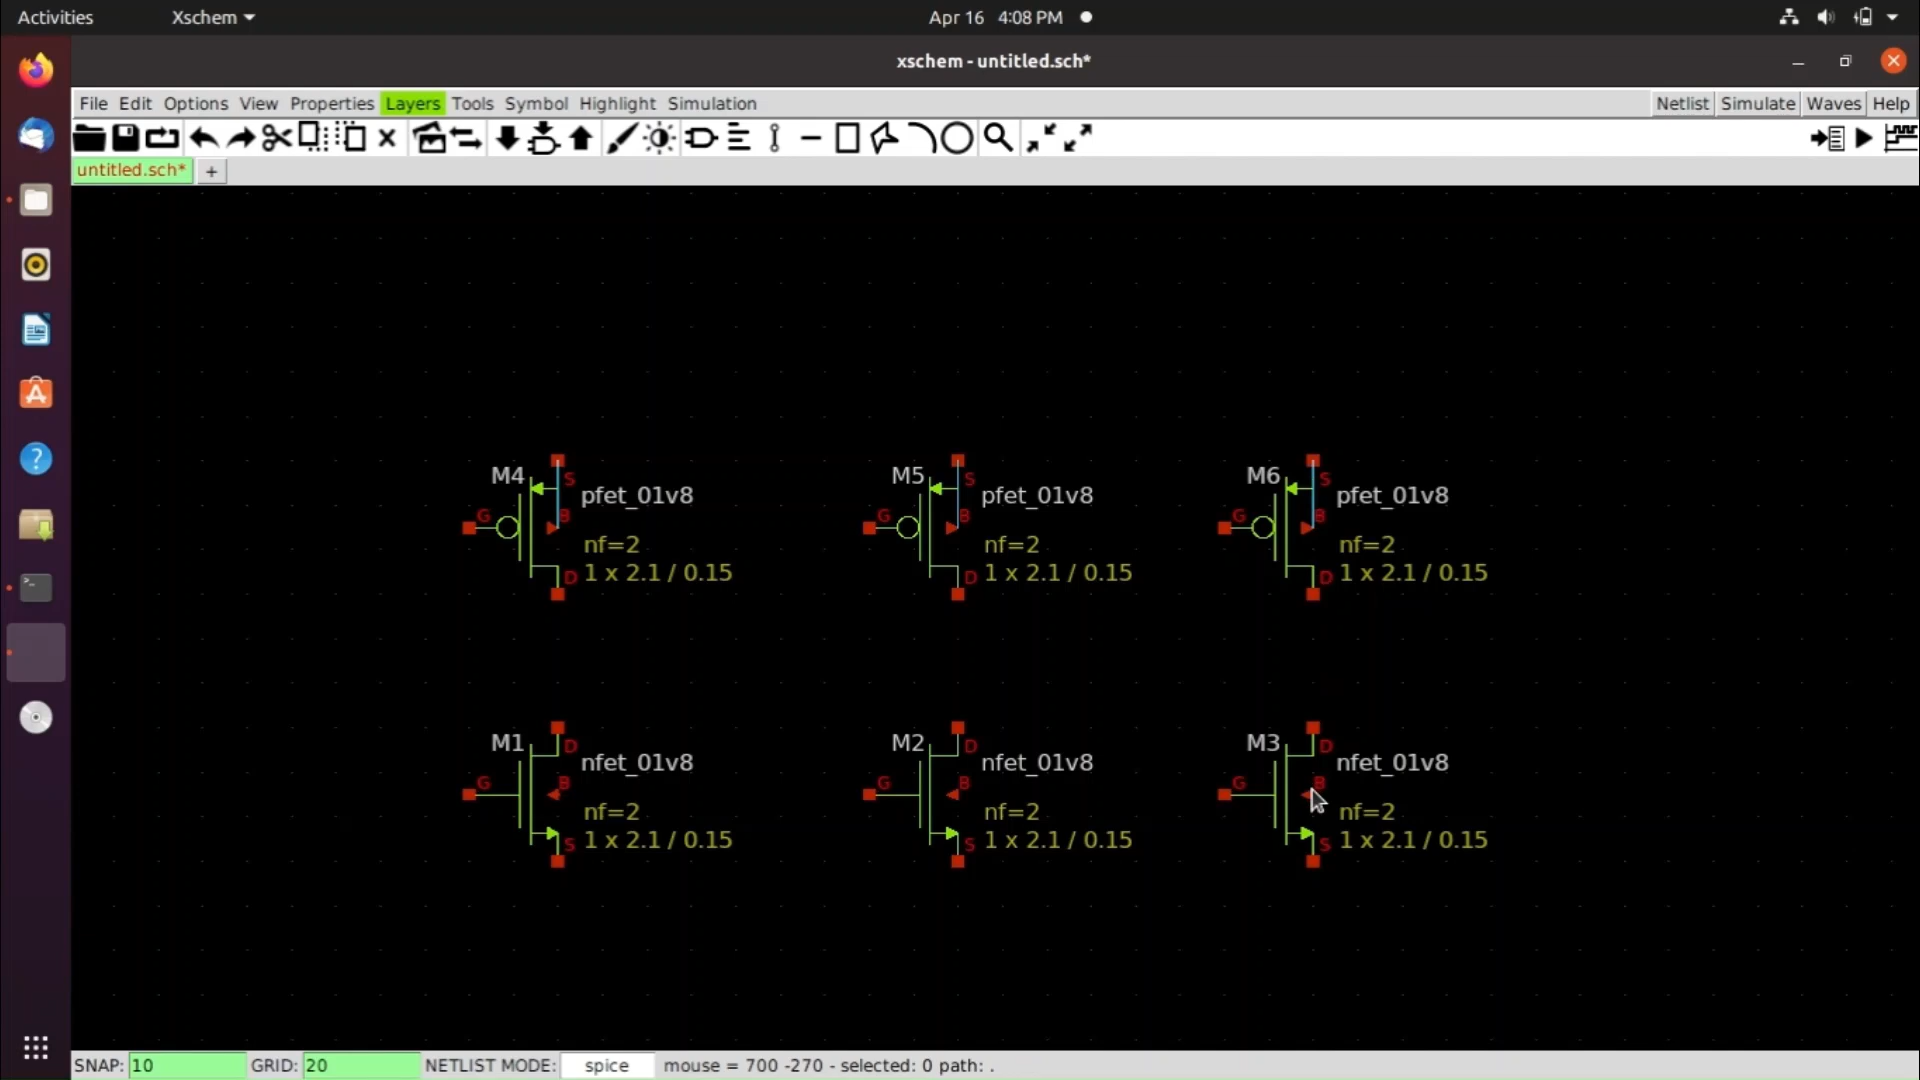 Activities Xschem Apr 16 4:08 PM
xschem - untitled.sch*
File Edit Options View Properties Layers Tools Symbol Highlight Simulation Netlist Simulate Waves Help
untitled.sch* +
M4 S pfet_01v8 G B nf=2 D 1 x 2.1 / 0.15
M5 S pfet_01v8 G B nf=2 D 1 x 2.1 / 0.15
M6 S pfet_01v8 G B nf=2 D 1 x 2.1 / 0.15
M1 D nfet_01v8 G B nf=2 S 1 x 2.1 / 0.15
M2 D nfet_01v8 G B nf=2 S 1 x 2.1 / 0.15
M3 D nfet_01v8 G B nf=2 S 1 x 2.1 / 0.15
SNAP: 10 GRID: 20 NETLIST MODE: spice mouse = 700 -270 - selected: 0 path: .